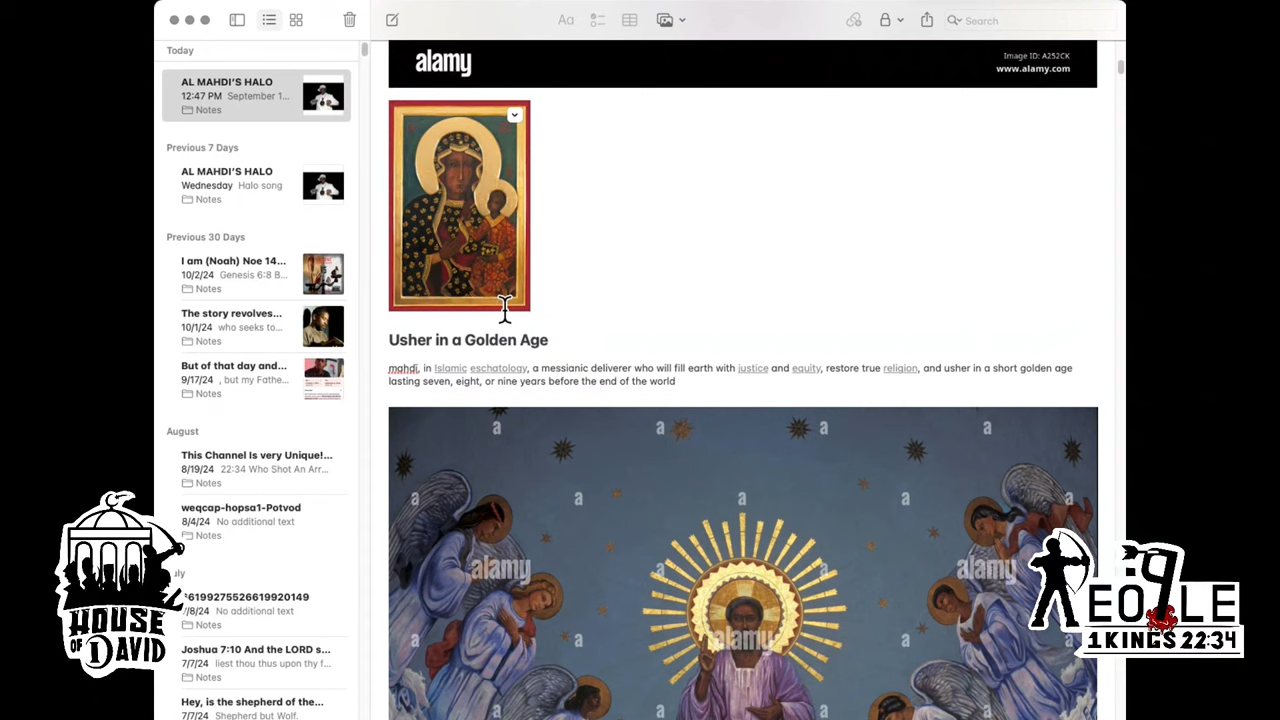 Aa
Search
Today
AL MAHDI'S HALO
12:47 PM September 1...
Notes
Previous 7 Days
AL MAHDI'S HALO
Wednesday Halo song
Notes
Previous 30 Days
I am (Noah) Noe 14...
10/2/24 Genesis 6:8 B...
Notes
The story revolves...
10/1/24 who seeks to...
Notes
But of that day and...
9/17/24 , but my Fathe...
Notes
August
This Channel Is very Unique!...
8/19/24 22:34 Who Shot An Arr...
Notes
weqcap-hopsa1-Potvod
8/4/24 No additional text
Notes
uly
6199275526619920149
7/8/24 No additional text
Notes
Joshua 7:10 And the LORD s...
7/7/24 liest thou thus upon thy f...
Notes
Hey, is the shepherd of the...
7/7/24 Shepherd but Wolf.
alamy
Image ID: A252CK
www.alamy.com
Usher in a Golden Age
mahdi, in Islamic eschatology, a messianic deliverer who will fill earth with justice and equity, restore true religion, and usher in a short golden age
lasting seven, eight, or nine years before the end of the world
a a a a
a a a a a
alamy a a alamy
alamy
a a a a
HOUSE
OF DAVID
1 KINGS 22:34